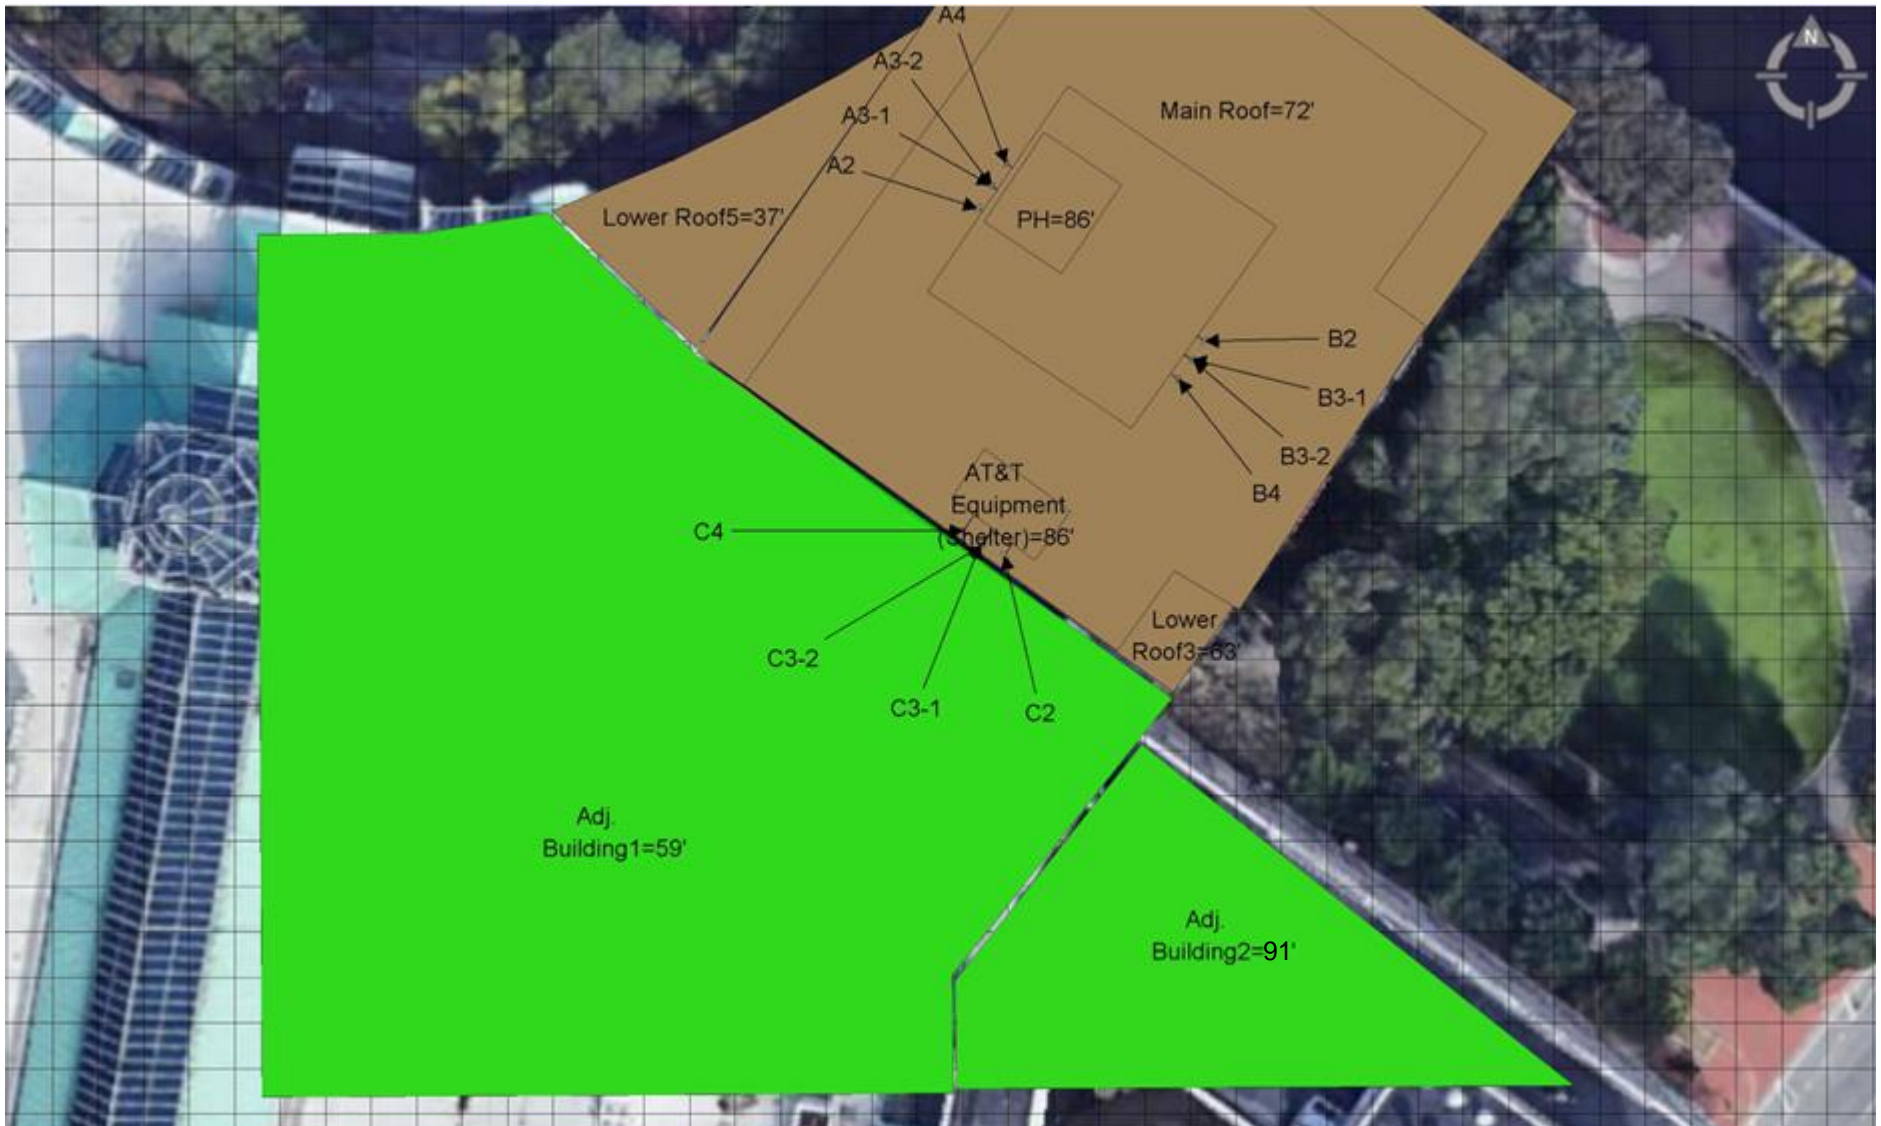 A4
N
A3-2
Main Roof=72'
A3-1
A2
Lower Roof5=37'
PH=86'
B2
B3-1
B3-2
AT&T
Equipment
(Shelter)=86'
B4
C4
Lower
Roof3=63'
C3-2
C3-1
C2
Adj.
Building1=59'
Adj.
Building2=91'